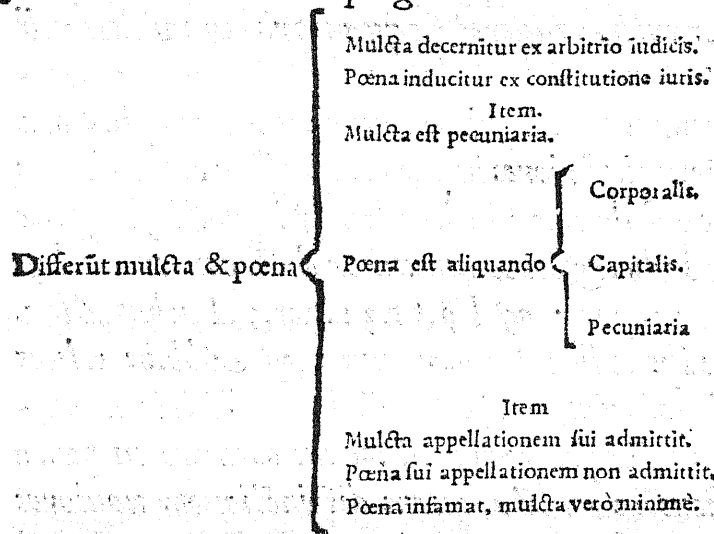 Mulcta decernitur ex arbitrio iudicis.
Pœna inducitur ex conſtitutione iuris.
Item.
Mulcta eſt pecuniaria.
Corporalis.
Differūt mulcta & pœna
Pœna eſt aliquando
Capitalis.
Pecuniaria
Item
Mulcta appellationem ſui admittit.
Pœna ſui appellationem non admittit.
Pœna infamat, mulcta verò minimè.